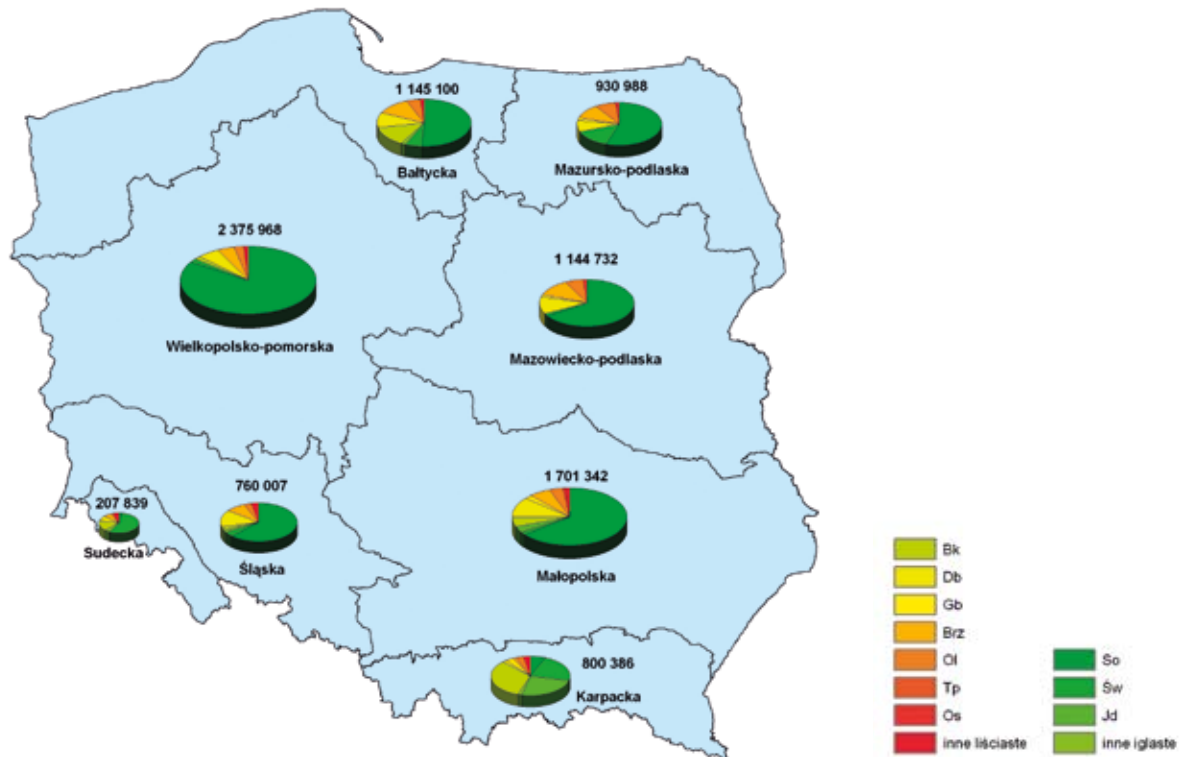 1 145 100
Bałtycka
930 988
Mazursko-podlaska
2 375 968
Wielkopolsko-pomorska
1 144 732
Mazowiecko-podlaska
207 839
Sudecka
760 007
Śląska
1 701 342
Małopolska
800 386
Karpacka
Bk
Db
Gb
Brz
Ol
Tp
Os
inne liściaste
So
Św
Jd
inne iglaste